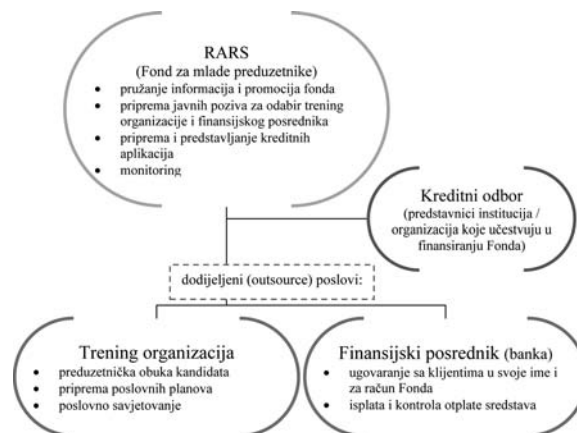 RARS
(Fond za mlade preduzetnike)
• pružanje informacija i promocija fonda
• priprema javnih poziva za odabir trening
organizacije i finansijskog posrednika
• priprema i predstavljanje kreditnih
aplikacija
• monitoring
Kreditni odbor
(predstavnici institucija /
organizacija koje učestvuju u
finansiranju Fonda)
dodijeljeni (outsource) poslovi:
Trening organizacija
• preduzetnička obuka kandidata
• priprema poslovnih planova
• poslovno savjetovanje
Finansijski posrednik (banka)
• ugovaranje sa klijentima u svoje ime i
za račun Fonda
• isplata i kontrola otplate sredstava